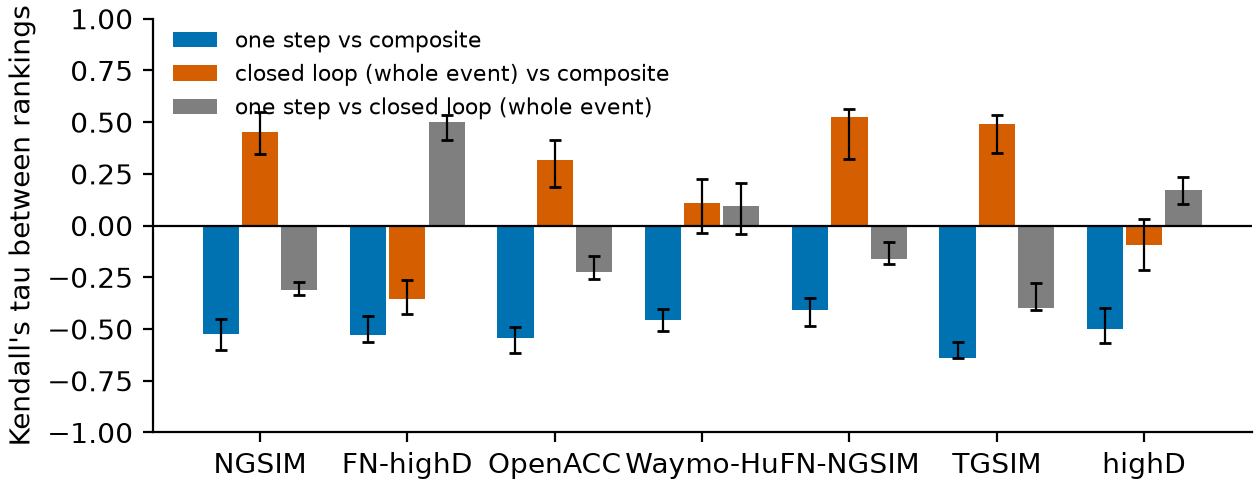 Kendall's tau between rankings
1.00
0.75
0.50
0.25
0.00
−0.25
−0.50
−0.75
−1.00
one step vs composite
closed loop (whole event) vs composite
one step vs closed loop (whole event)
NGSIM FN-highD OpenACC Waymo-Hu FN-NGSIM TGSIM highD